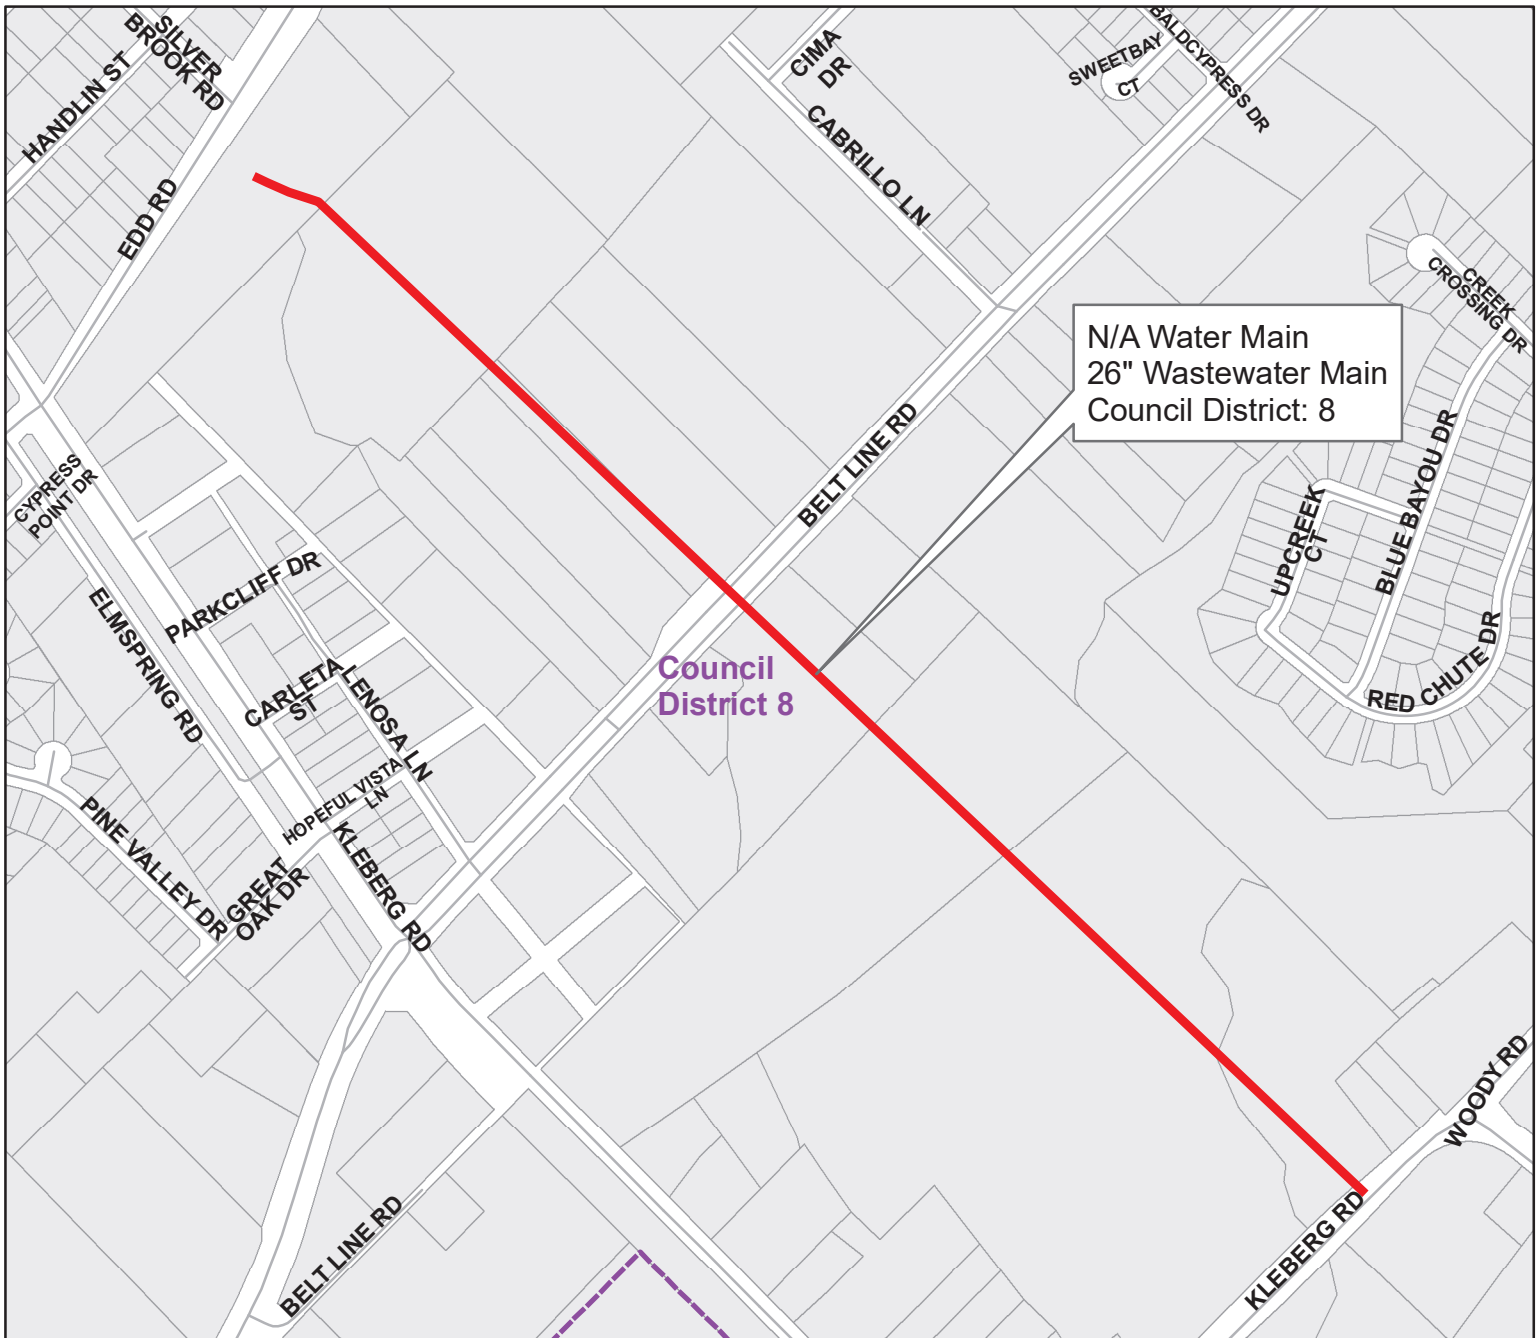 SILVER
BROOK RD
HANDLIN ST
EDD RD
CIMA
DR
CABRILLO LN
SWEETBAY
CT
BALDCYPRESS DR
CREEK
CROSSING DR
N/A Water Main
26" Wastewater Main
Council District: 8
BELT LINE RD
BLUE BAYOU DR
UPCREEK
CT
RED CHUTE DR
CYPRESS
POINT DR
PARKCLIFF DR
ELMSPRING RD
CARLETA
ST
LENOSA LN
Council
District 8
HOPEFUL VISTA
LN
PINE VALLEY DR
GREAT
OAK DR
KLEBERG RD
WOODY RD
KLEBERG RD
BELT LINE RD